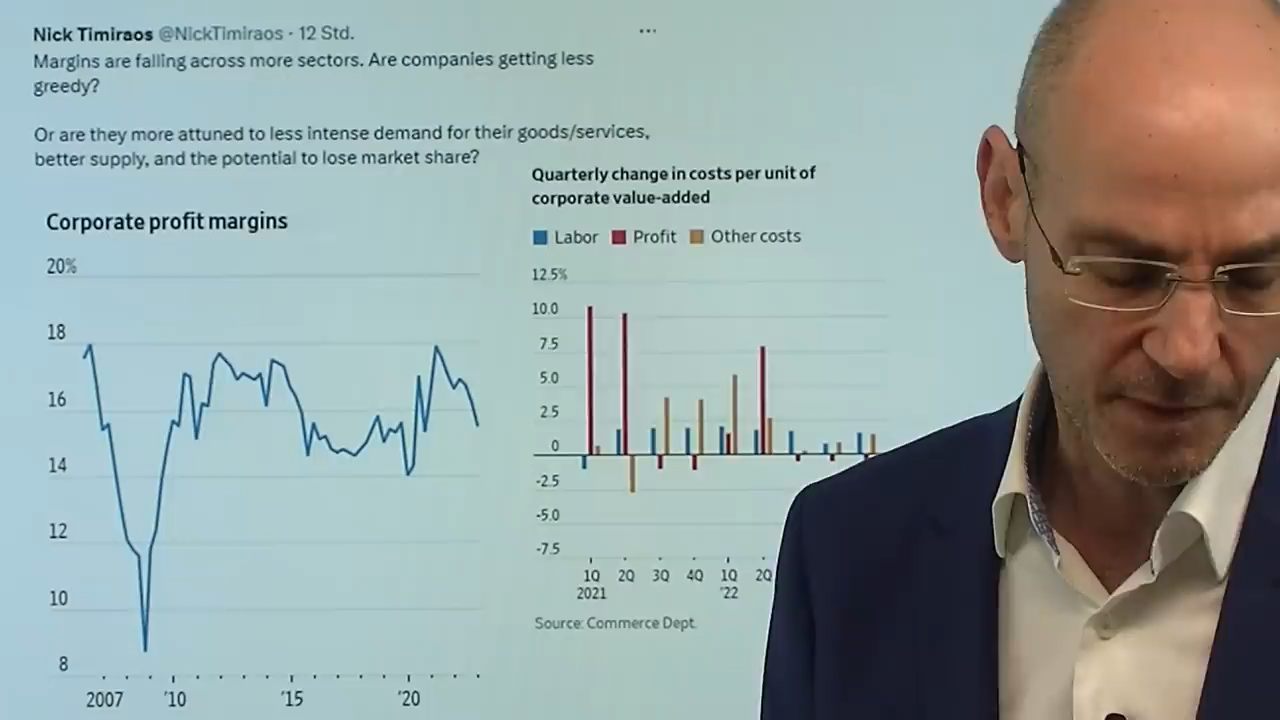 Nick Timiraos @NickTimiraos · 12 Std.
...
Margins are falling across more sectors. Are companies getting less
greedy?
Or are they more attuned to less intense demand for their goods/services,
better supply, and the potential to lose market share?
Corporate profit margins
20%
18
16
14
12
10
8
2007 '10 '15 '20
Quarterly change in costs per unit of
corporate value-added
Labor Profit Other costs
12.5%
10.0
7.5
5.0
2.5
0
-2.5
-5.0
-7.5
1Q 2Q 3Q 4Q 1Q 2Q
2021 '22
Source: Commerce Dept.